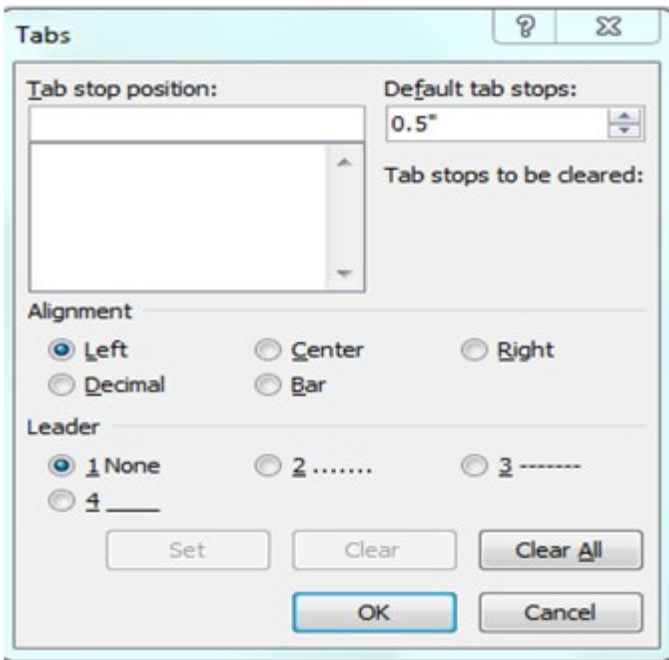 Tabs
Tab stop position:
Default tab stops:
0.5"
Tab stops to be cleared:
Alignment
Left Center Right
Decimal Bar
Leader
1 None 2 ....... 3 -------
4 ____
Set Clear Clear All
OK Cancel